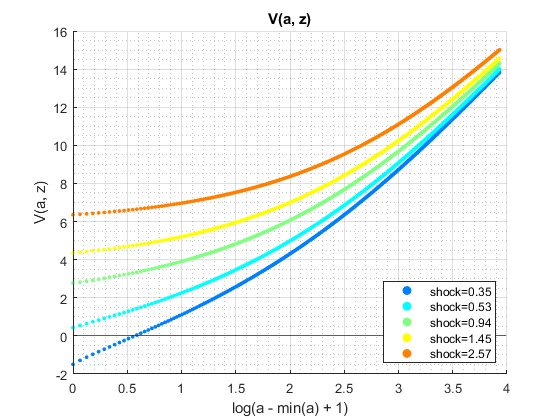 V(a, z)
16
14
12
10
8
6
4
2
0
-2
V(a, z)
0
0.5
1
1.5
2
2.5
3
3.5
4
log(a - min(a) + 1)
shock=0.35
shock=0.53
shock=0.94
shock=1.45
shock=2.57